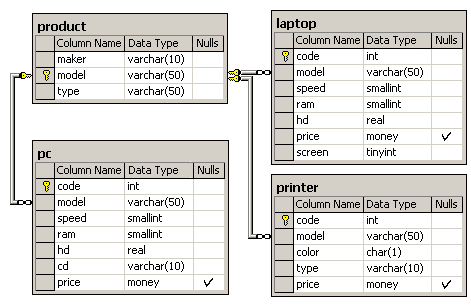 product
Column Name Data Type Nulls
maker varchar(10)
model varchar(50)
type varchar(50)
laptop
Column Name Data Type Nulls
code int
model varchar(50)
speed smallint
ram smallint
hd real
price money ✓
screen tinyint
pc
Column Name Data Type Nulls
code int
model varchar(50)
speed smallint
ram smallint
hd real
cd varchar(10)
price money ✓
printer
Column Name Data Type Nulls
code int
model varchar(50)
color char(1)
type varchar(10)
price money ✓